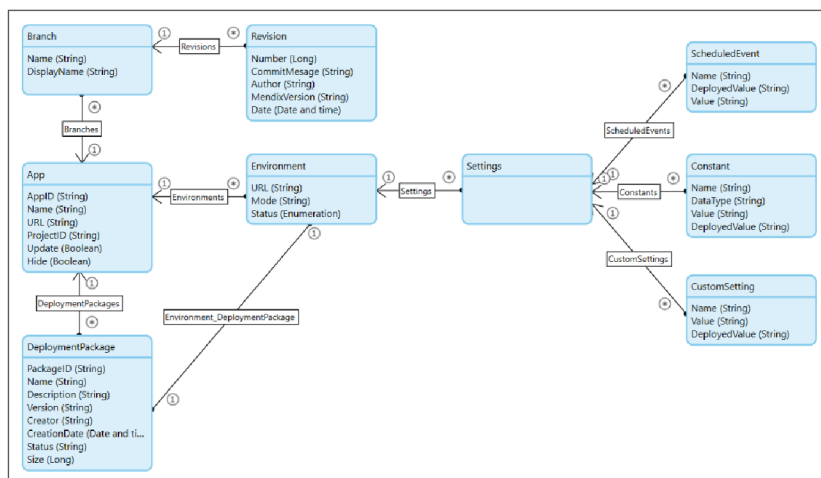 Branch
Name (String)
DisplayName (String)
1
Revisions
*
Revision
Number (Long)
CommitMesage (String)
Author (String)
MendixVersion (String)
Date (Date and time)
*
Branches
1
App
AppID (String)
Name (String)
URL (String)
ProjectID (String)
Update (Boolean)
Hide (Boolean)
1
Environments
*
Environment
URL (String)
Mode (String)
Status (Enumeration)
1
Settings
*
Settings
ScheduledEvent
Name (String)
DeployedValue (String)
Value (String)
*
ScheduledEvents
1
1
Constants
*
Constant
Name (String)
DataType (String)
Value (String)
DeployedValue (String)
1
CustomSettings
*
CustomSetting
Name (String)
Value (String)
DeployedValue (String)
1
DeploymentPackages
*
1
Environment_DeploymentPackage
1
DeploymentPackage
PackageID (String)
Name (String)
Description (String)
Version (String)
Creator (String)
CreationDate (Date and ti...
Status (String)
Size (Long)